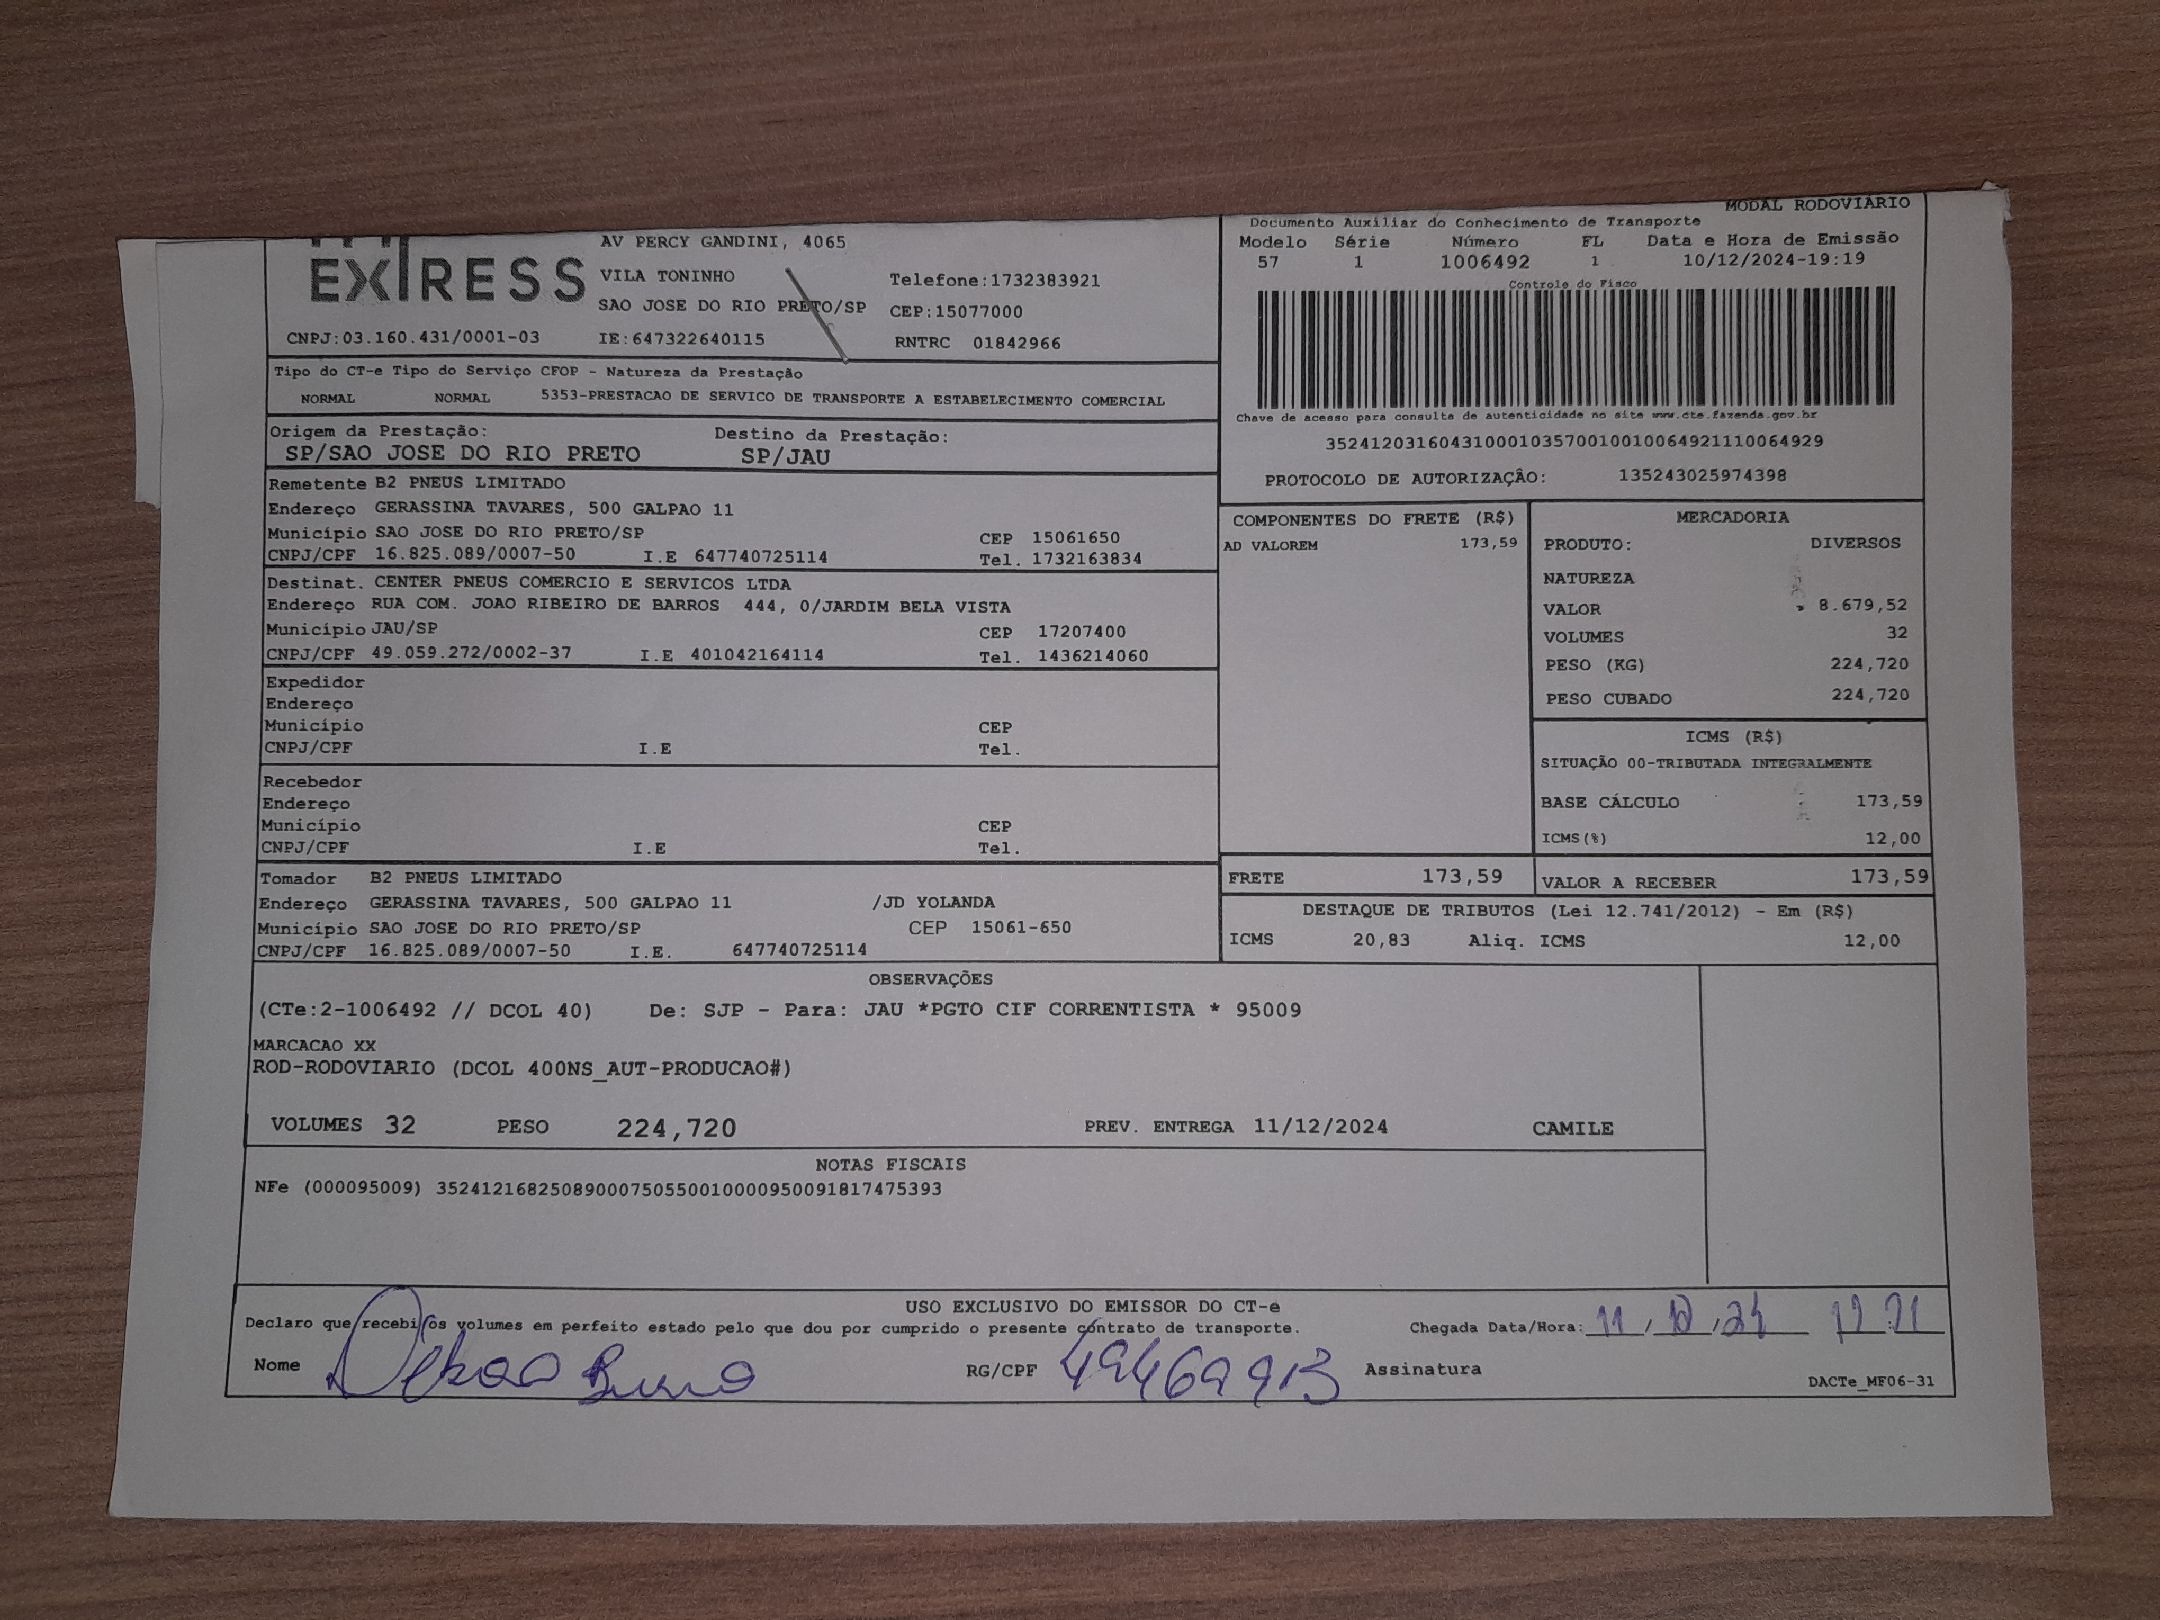 MODAL RODOVIÁRIO
EXPRESS
AV PERCY GANDINI, 4065
VILA TONINHO
Telefone:1732383921
SAO JOSE DO RIO PRETO/SP
CEP:15077000
CNPJ:03.160.431/0001-03
IE:647322640115
RNTRC 01842966
Documento Auxiliar do Conhecimento de Transporte
Modelo Série Número FL Data e Hora de Emissão
57 1 1006492 1 10/12/2024-19:19
Controle do Fisco
Chave de acesso para consulta de autenticidade no site www.cte.fazenda.gov.br
35241203160431000103570010010064921110064929
PROTOCOLO DE AUTORIZAÇÂO: 135243025974398
Tipo do CT-e Tipo do Serviço CFOP - Natureza da Prestação
NORMAL NORMAL 5353-PRESTACAO DE SERVICO DE TRANSPORTE A ESTABELECIMENTO COMERCIAL
Origem da Prestação: Destino da Prestação:
SP/SAO JOSE DO RIO PRETO SP/JAU
Remetente B2 PNEUS LIMITADO
Endereço GERASSINA TAVARES, 500 GALPAO 11
Município SAO JOSE DO RIO PRETO/SP CEP 15061650
CNPJ/CPF 16.825.089/0007-50 I.E 647740725114 Tel. 1732163834
Destinat. CENTER PNEUS COMERCIO E SERVICOS LTDA
Endereço RUA COM. JOAO RIBEIRO DE BARROS 444, 0/JARDIM BELA VISTA
Município JAU/SP CEP 17207400
CNPJ/CPF 49.059.272/0002-37 I.E 401042164114 Tel. 1436214060
Expedidor
Endereço
Município CEP
CNPJ/CPF I.E Tel.
Recebedor
Endereço
Município CEP
CNPJ/CPF I.E Tel.
Tomador B2 PNEUS LIMITADO
Endereço GERASSINA TAVARES, 500 GALPAO 11 /JD YOLANDA
Município SAO JOSE DO RIO PRETO/SP CEP 15061-650
CNPJ/CPF 16.825.089/0007-50 I.E. 647740725114
COMPONENTES DO FRETE (R$)
AD VALOREM 173,59
MERCADORIA
PRODUTO: DIVERSOS
NATUREZA
VALOR 8.679,52
VOLUMES 32
PESO (KG) 224,720
PESO CUBADO 224,720
ICMS (R$)
SITUAÇÃO 00-TRIBUTADA INTEGRALMENTE
BASE CÁLCULO 173,59
ICMS(%) 12,00
FRETE 173,59 VALOR A RECEBER 173,59
DESTAQUE DE TRIBUTOS (Lei 12.741/2012) - Em (R$)
ICMS 20,83 Aliq. ICMS 12,00
OBSERVAÇÕES
(CTe:2-1006492 // DCOL 40) De: SJP - Para: JAU *PGTO CIF CORRENTISTA * 95009
MARCACAO XX
ROD-RODOVIARIO (DCOL 400NS_AUT-PRODUCAO#)
VOLUMES 32 PESO 224,720 PREV. ENTREGA 11/12/2024 CAMILE
NOTAS FISCAIS
NFe (000095009) 35241216825089000750550010000950091817475393
USO EXCLUSIVO DO EMISSOR DO CT-e
Declaro que recebi os volumes em perfeito estado pelo que dou por cumprido o presente contrato de transporte. Chegada Data/Hora:
Nome RG/CPF Assinatura
DACTe_MF06-31